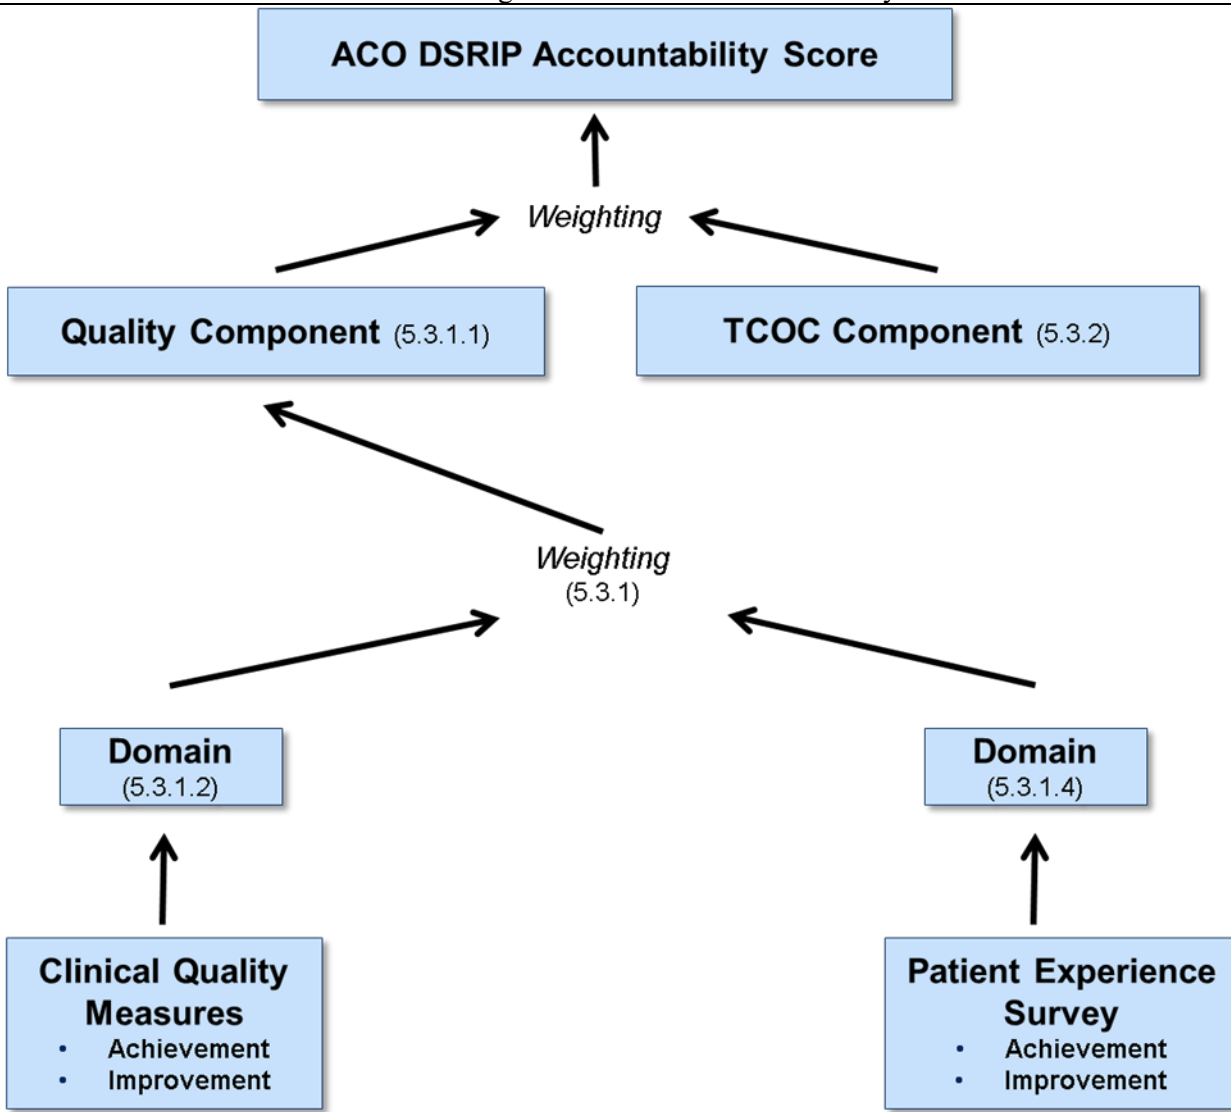 ACO DSRIP Accountability Score
Weighting
Quality Component (5.3.1.1)
TCOC Component (5.3.2)
Weighting
(5.3.1)
Domain
(5.3.1.2)
Domain
(5.3.1.4)
Clinical Quality
Measures
• Achievement
• Improvement
Patient Experience
Survey
• Achievement
• Improvement